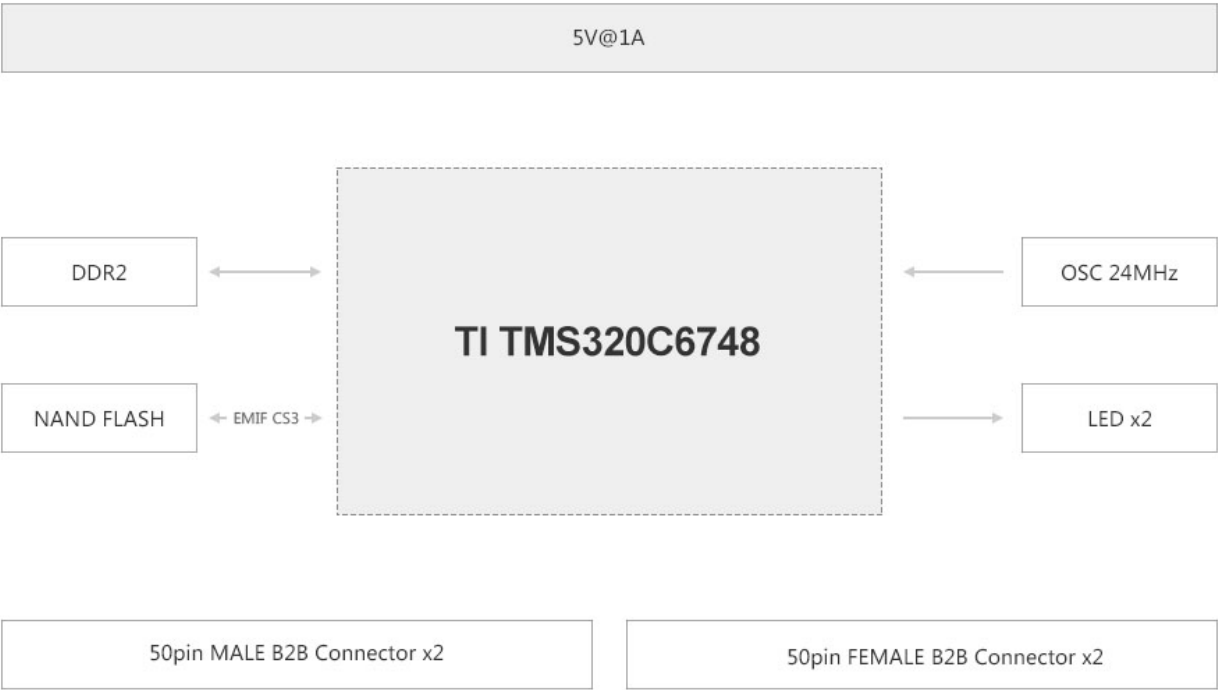 5V@1A
DDR2
OSC 24MHz
TI TMS320C6748
NAND FLASH
EMIF CS3
LED x2
50pin MALE B2B Connector x2
50pin FEMALE B2B Connector x2